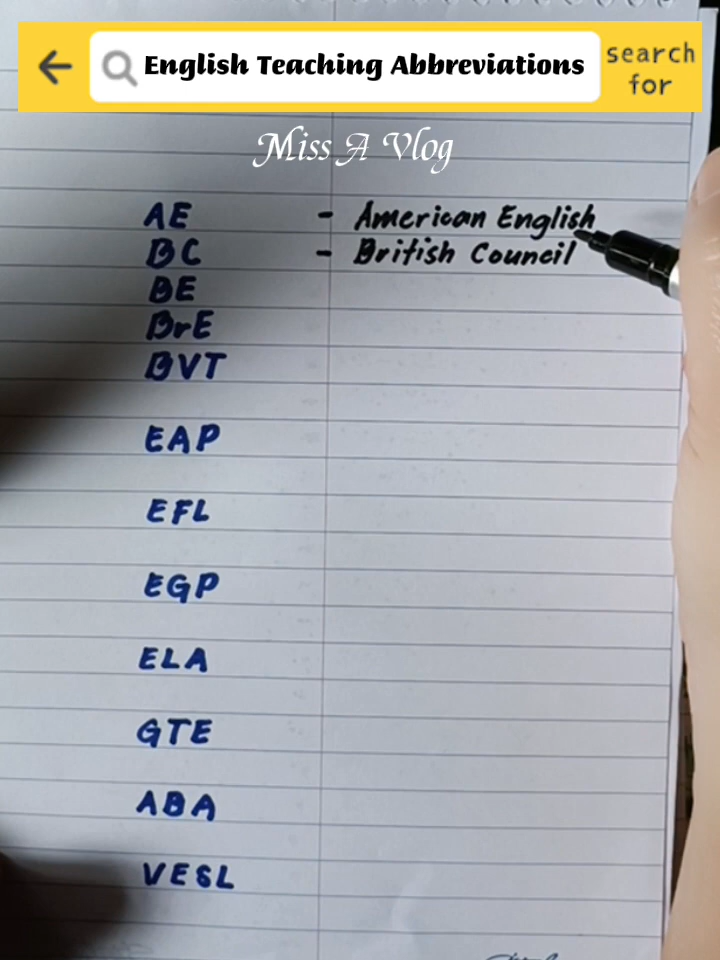 English Teaching Abbreviations
search for
Miss A Vlog
AE - American English
BC - British Council
BE
BrE
BVT
EAP
EFL
EGP
ELA
GTE
ABA
VESL